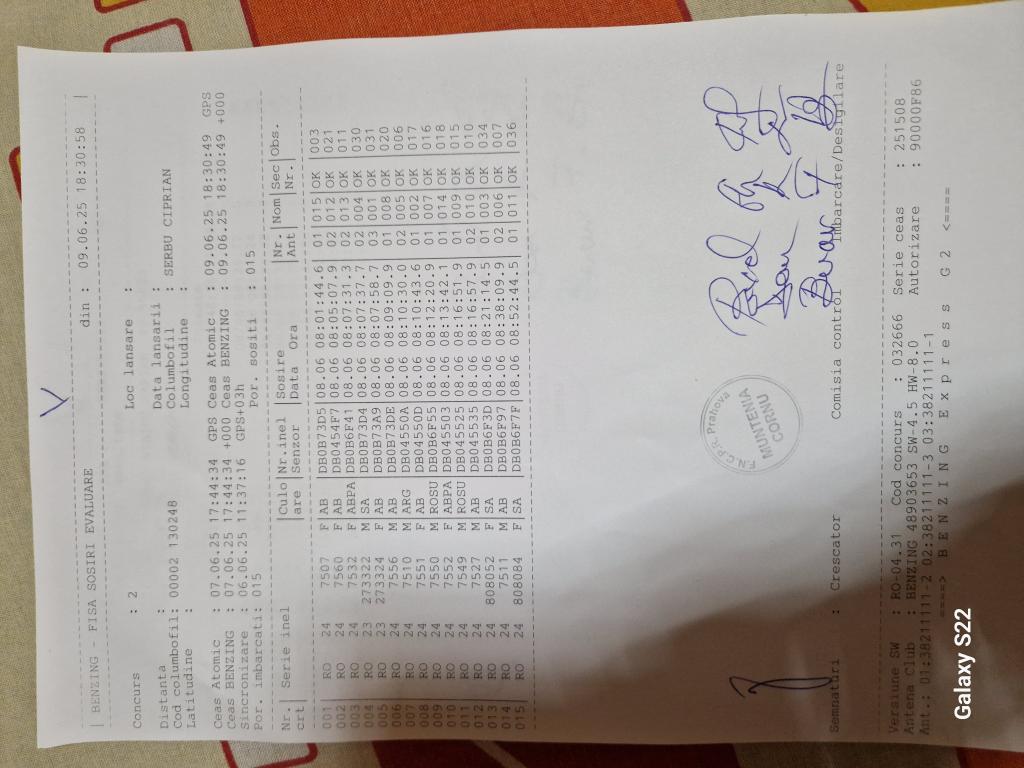 V
| BENZING - FISA SOSIRI EVALUARE din : 09.06.25 18:30:58 |
Concurs : 2 Loc lansare :
Distanta : Data lansarii :
Cod columbofil: 00002 130248 Columbofil : SERBU CIPRIAN
Latitudine : Longitudine :
Ceas Atomic : 07.06.25 17:44:34 GPS Ceas Atomic : 09.06.25 18:30:49 GPS
Ceas BENZING : 07.06.25 17:44:34 +000 Ceas BENZING : 09.06.25 18:30:49 +000
Sincronizare : 06.06.25 11:37:16 GPS+03h
Por. imbarcati: 015 Por. sositi : 015
Nr.| Serie inel |Culo|Nr.inel |Sosire |Nr.|Nom|Sec|Obs.
crt| |are |Senzor |Data Ora |Ant| |Nr.|
001| RO 24 7507 F|AB |DB0B73D5|08.06 08:01:44.6| 01|015|OK |003
002| RO 24 7560 F|AB |DB0454F7|08.06 08:05:07.9| 02|012|OK |021
003| RO 24 7532 F|ABPA|DB0B6E41|08.06 08:07:31.3| 02|013|OK |011
004| RO 23 273322 M|SA |DB0B73D4|08.06 08:07:37.7| 02|004|OK |030
005| RO 23 273324 F|AB |DB0B73A9|08.06 08:07:58.7| 03|001|OK |031
006| RO 24 7556 M|AB |DB0B73DE|08.06 08:09:09.9| 01|008|OK |020
007| RO 24 7510 M|ARG |DB04550A|08.06 08:10:30.0| 02|005|OK |006
008| RO 24 7551 F|AB |DB04550D|08.06 08:10:43.6| 01|002|OK |017
009| RO 24 7550 M|ROSU|DB0B6F55|08.06 08:12:20.9| 01|007|OK |016
010| RO 24 7552 F|ABPA|DB045503|08.06 08:13:42.1| 01|014|OK |018
011| RO 24 7549 M|ROSU|DB045525|08.06 08:16:51.9| 01|009|OK |015
012| RO 24 7527 M|AB |DB045535|08.06 08:16:57.9| 02|010|OK |010
013| RO 24 808052 F|SA |DB0B6F3D|08.06 08:21:14.5| 01|003|OK |034
014| RO 24 7511 M|AB |DB0B6F97|08.06 08:38:09.9| 02|006|OK |007
015| RO 24 808084 F|SA |DB0B6F7F|08.06 08:52:44.5| 01|011|OK |036
F.N.C.P.R. Prahova
MUNTENIA
CORNU
Semnaturi : Crescator Comisia control Imbarcare/Desigilare
Versiune SW : RO-04.31 Cod concurs : 032666 Serie ceas : 251508
Antena Club : BENZING 48903653 SW-4.5 HW-8.0 Autorizare : 90000F86
Ant.: 01:38211111-2 02:38211111-3 03:38211111-1
====> B E N Z I N G E x p r e s s G 2 <====
Galaxy S22